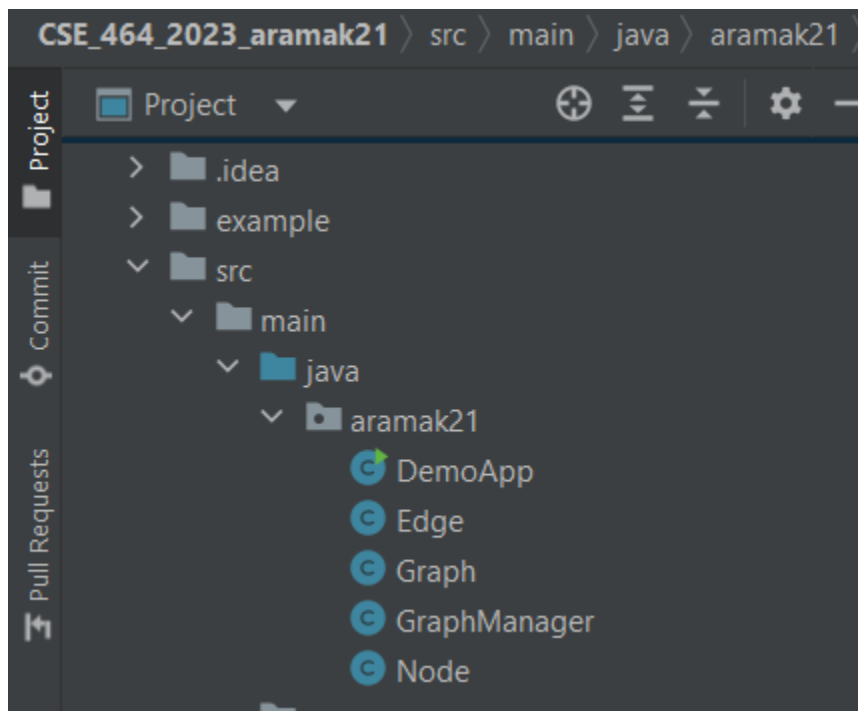 CSE_464_2023_aramak21 〉 src 〉 main 〉 java 〉 aramak21 〉
Project
Project
.idea
example
src
Commit
main
java
aramak21
Pull Requests
DemoApp
Edge
Graph
GraphManager
Node